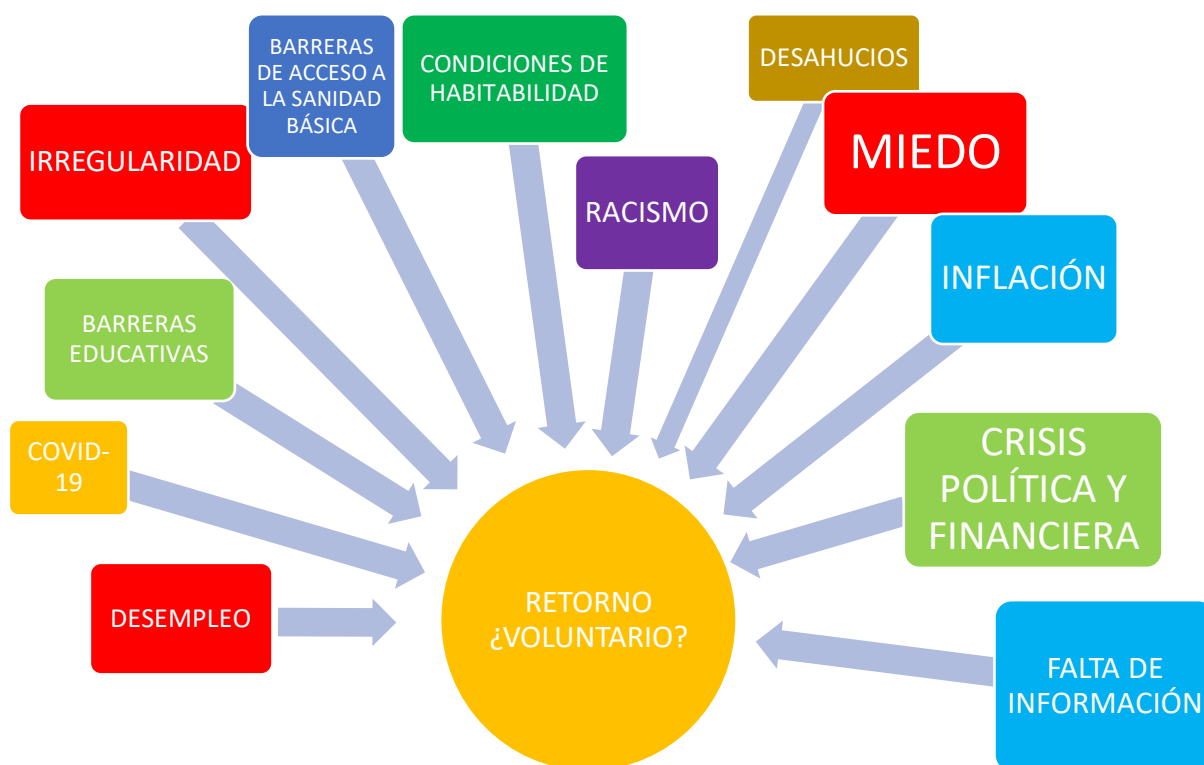 BARRERAS
DE ACCESO A
LA SANIDAD
BÁSICA
CONDICIONES DE
HABITABILIDAD
DESAHUCIOS
IRREGULARIDAD
MIEDO
RACISMO
INFLACIÓN
BARRERAS
EDUCATIVAS
COVID-
19
CRISIS
POLÍTICA Y
FINANCIERA
DESEMPLEO
RETORNO
¿VOLUNTARIO?
FALTA DE
INFORMACIÓN